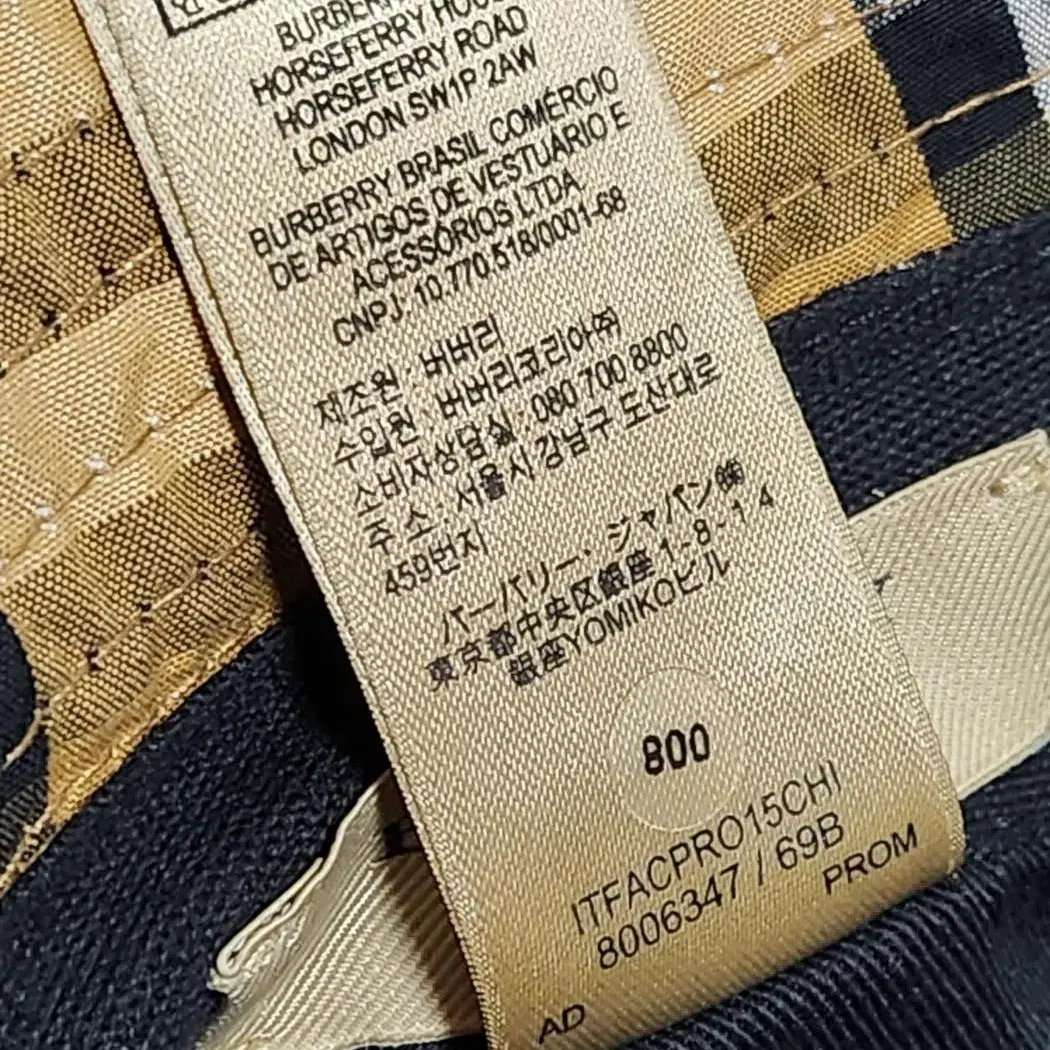 BURBERRY
HORSEFERRY HOUSE
HORSEFERRY ROAD
LONDON SW1P 2AW
BURBERRY BRASIL COMÉRCIO
DE ARTIGOS DE VESTUÁRIO E
ACESSÓRIOS LTDA
CNPJ: 10.770.518/0001-68
제조원 : 버버리
수입원 : 버버리코리아(주)
소비자상담실 : 080 700 8800
주 소 : 서울시 강남구 도산대로
459번지
バーバリー・ジャパン㈱
東京都中央区銀座 1-8-1 4
銀座YOMIKOビル
800
ITFACPRO15CHI
8006347 / 69B
PROM
AD